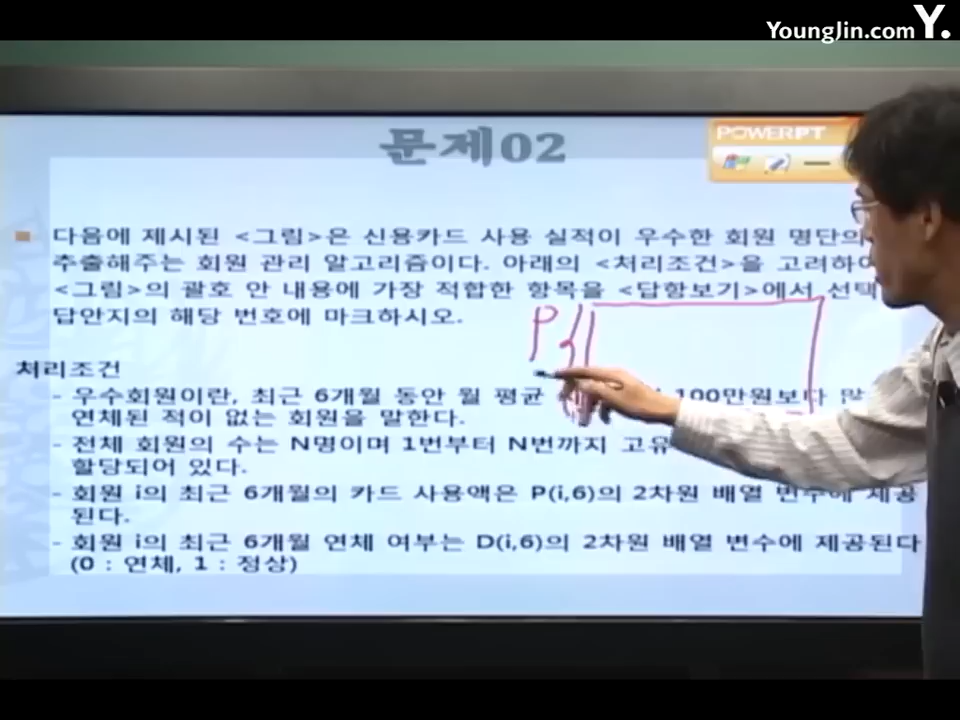 YoungJin.com Y.
문제02
POWERPT
다음에 제시된 <그림>은 신용카드 사용 실적이 우수한 회원 명단의
추출해주는 회원 관리 알고리즘이다. 아래의 <처리조건>을 고려하여
<그림>의 괄호 안 내용에 가장 적합한 항목을 <답항보기>에서 선택
답안지의 해당 번호에 마크하시오.
P
처리조건
- 우수회원이란, 최근 6개월 동안 월 평균 100만원보다 많
연체된 적이 없는 회원을 말한다.
- 전체 회원의 수는 N명이며 1번부터 N번까지 고유
할당되어 있다.
- 회원 i의 최근 6개월의 카드 사용액은 P(i,6)의 2차원 배열 변수에 제공
된다.
- 회원 i의 최근 6개월 연체 여부는 D(i,6)의 2차원 배열 변수에 제공된다
(0 : 연체, 1 : 정상)